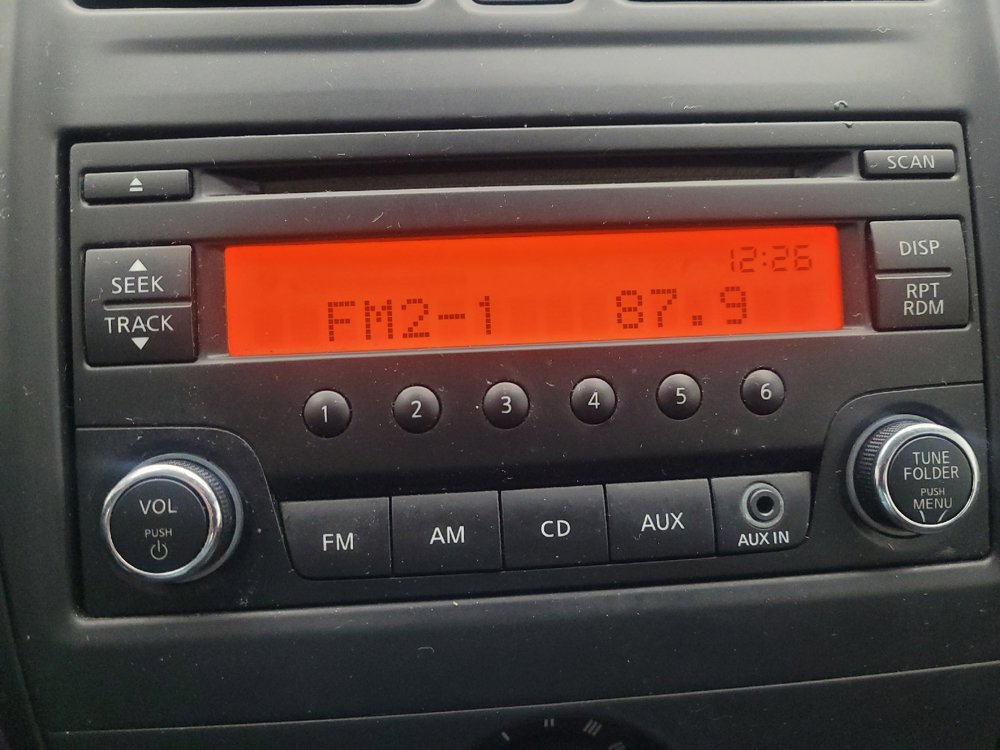 SCAN
12:26
SEEK
TRACK
FM2-1 87.9
DISP
RPT
RDM
1 2 3 4 5 6
VOL
PUSH
TUNE
FOLDER
PUSH
MENU
FM AM CD AUX
AUX IN